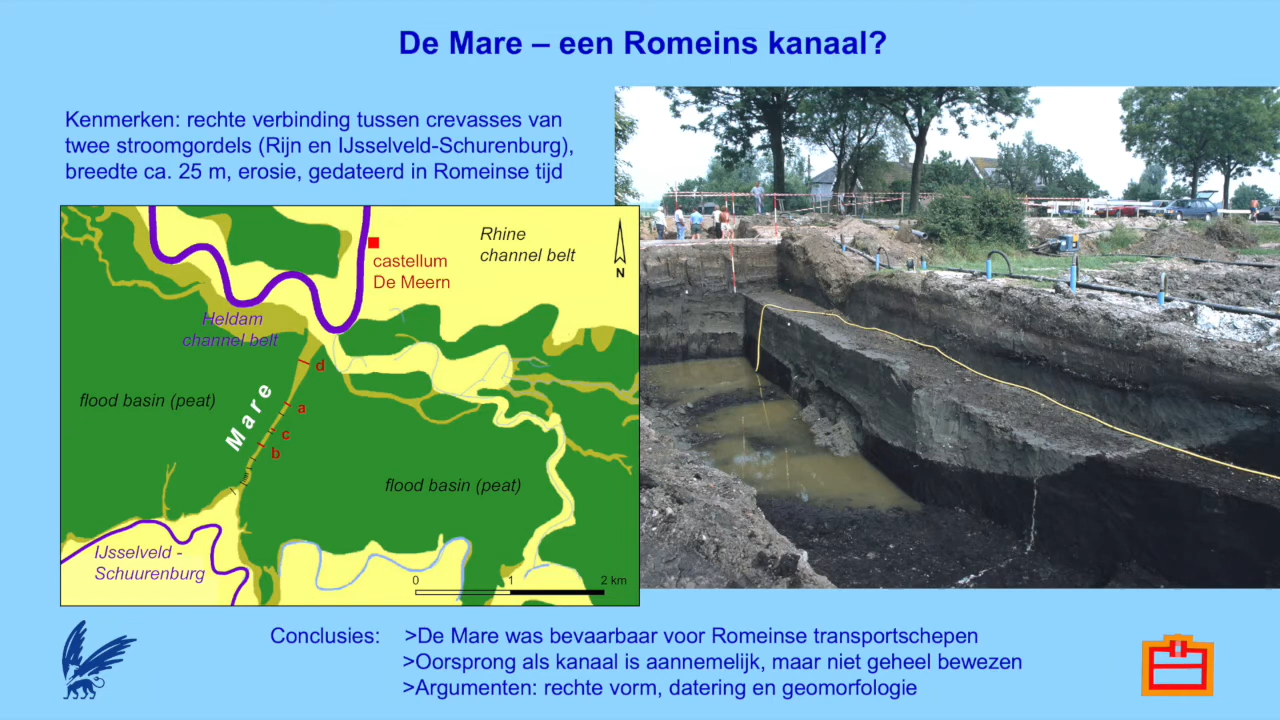 De Mare – een Romeins kanaal?
Kenmerken: rechte verbinding tussen crevasses van
twee stroomgordels (Rijn en IJsselveld-Schurenburg),
breedte ca. 25 m, erosie, gedateerd in Romeinse tijd
Rhine
channel belt
N
castellum
De Meern
Heldam
channel belt
d
flood basin (peat)
Mare
a
c
b
flood basin (peat)
IJsselveld -
Schuurenburg
0 1 2 km
Conclusies: >De Mare was bevaarbaar voor Romeinse transportschepen
>Oorsprong als kanaal is aannemelijk, maar niet geheel bewezen
>Argumenten: rechte vorm, datering en geomorfologie